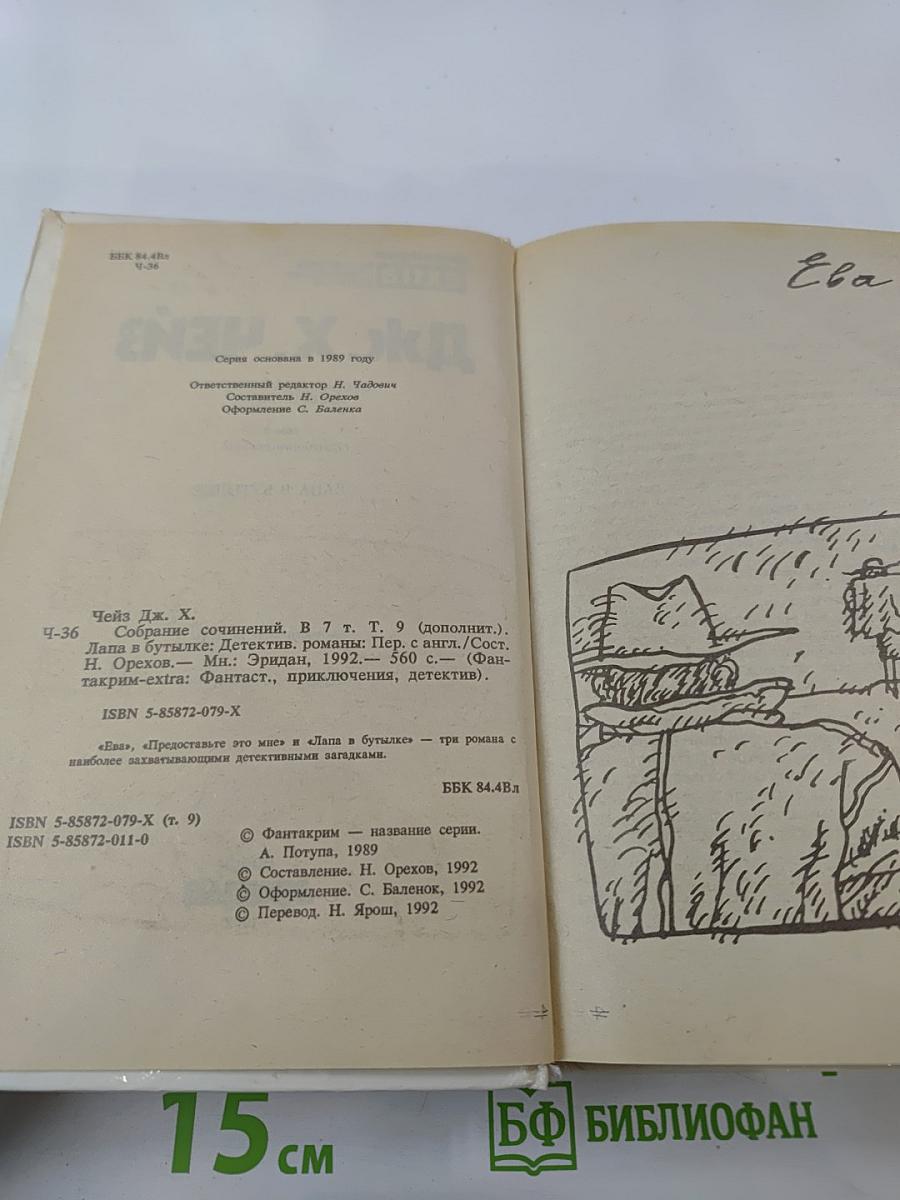 ББК 84.4Вл
Ч-36
Серия основана в 1989 году
Ответственный редактор Н. Чадович
Составитель Н. Орехов
Оформление С. Баленка
Чейз Дж. Х.
Ч-36 Собрание сочинений. В 7 т. Т. 9 (дополнит.).
Лапа в бутылке: Детектив. романы: Пер. с англ./Сост.
Н. Орехов.— Мн.: Эридан, 1992.— 560 с.— (Фан-
такрим-extra: Фантаст., приключения, детектив).
ISBN 5-85872-079-X
«Ева», «Предоставьте это мне» и «Лапа в бутылке» — три романа с
наиболее захватывающими детективными загадками.
ББК 84.4Вл
ISBN 5-85872-079-X (т. 9)
ISBN 5-85872-011-0
© Фантакрим — название серии.
А. Потупа, 1989
© Составление. Н. Орехов, 1992
© Оформление. С. Баленок, 1992
© Перевод. Н. Ярош, 1992
Ева
15 см
БФ БИБЛИОФАН